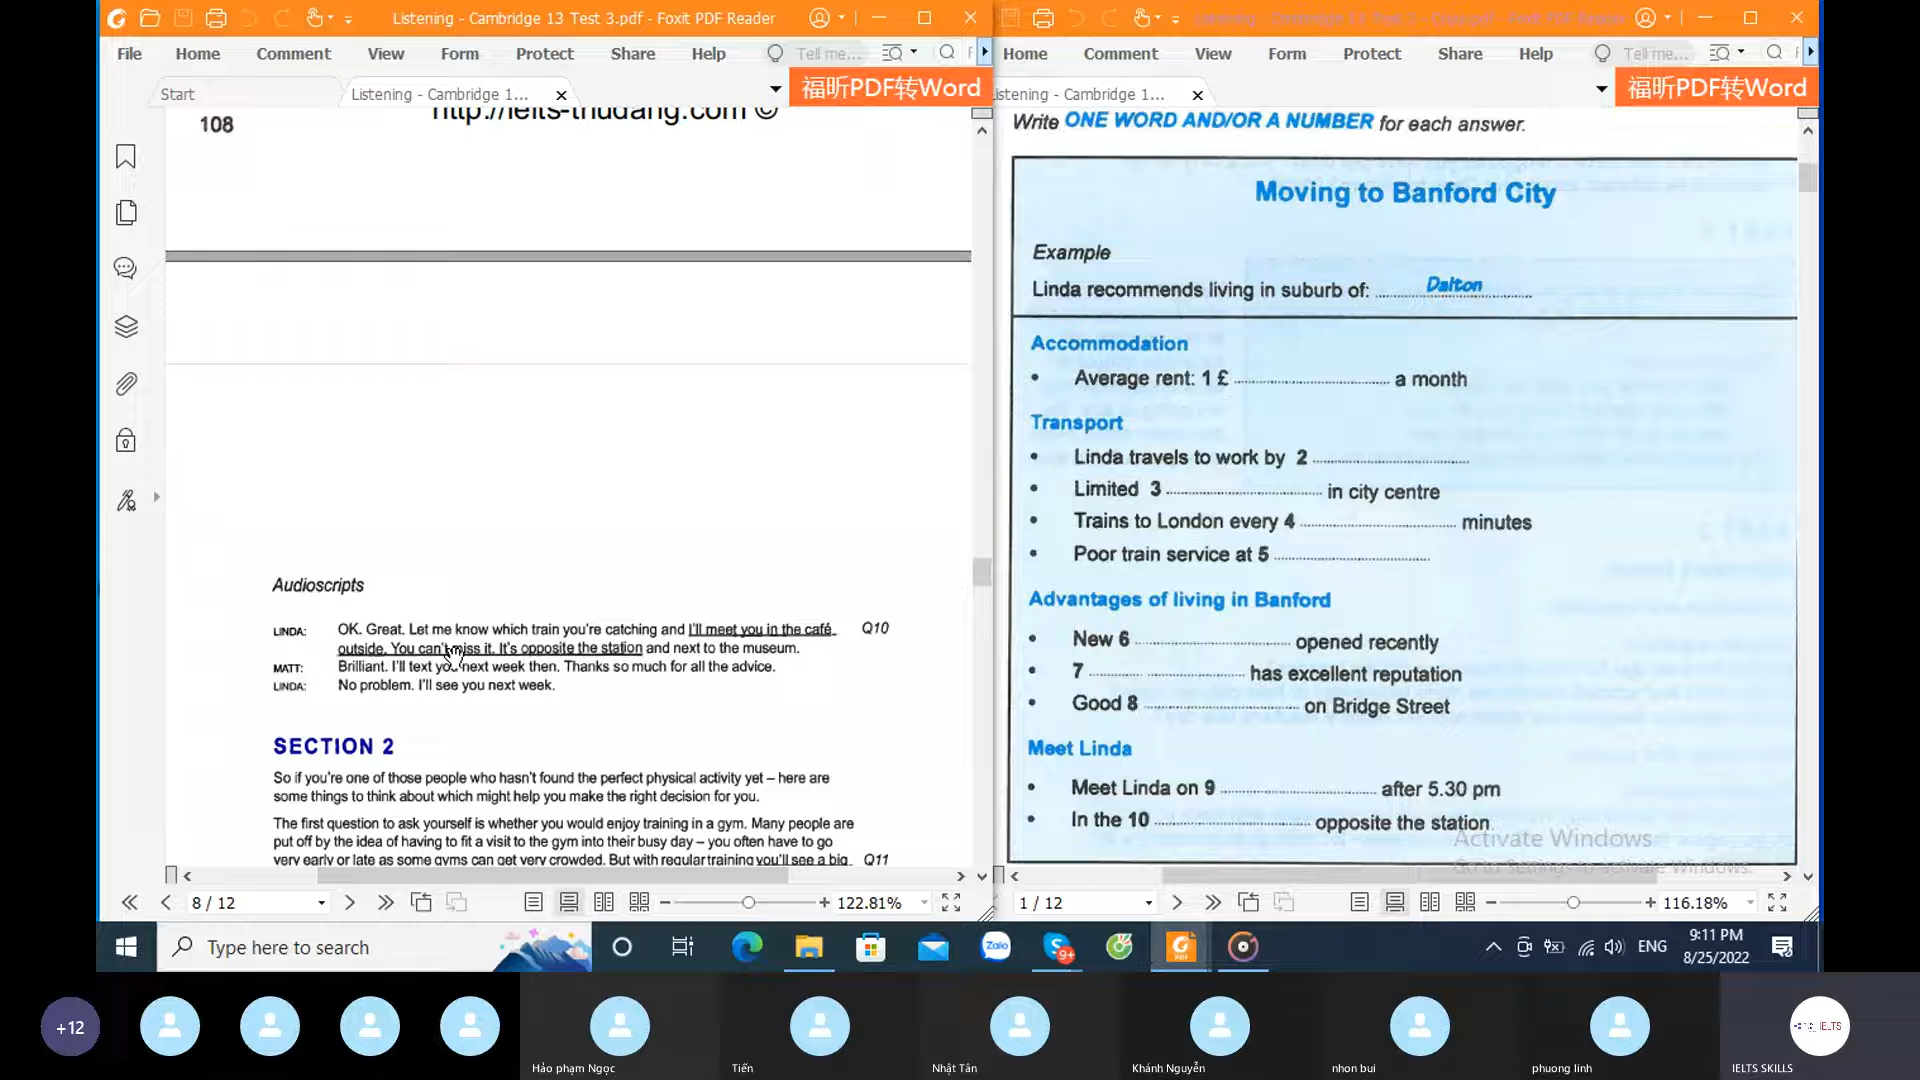 Listening - Cambridge 13 Test 3.pdf - Foxit PDF Reader
File Home Comment View Form Protect Share Help Tell me...
Start
Listening - Cambridge 1...
福昕PDF转Word
http://ielts-thudang.com ©
108
Audioscripts
LINDA: OK. Great. Let me know which train you're catching and I'll meet you in the café Q10
outside. You can't miss it. It's opposite the station and next to the museum.
MATT: Brilliant. I'll text you next week then. Thanks so much for all the advice.
LINDA: No problem. I'll see you next week.
SECTION 2
So if you're one of those people who hasn't found the perfect physical activity yet – here are
some things to think about which might help you make the right decision for you.
The first question to ask yourself is whether you would enjoy training in a gym. Many people are
put off by the idea of having to fit a visit to the gym into their busy day – you often have to go
very early or late as some gyms can get very crowded. But with regular training you'll see a big Q11
8 / 12
122.81%
Home Comment View Form Protect Share Help Tell me...
Listening - Cambridge 1...
福昕PDF转Word
Write ONE WORD AND/OR A NUMBER for each answer.
Moving to Banford City
Example
Linda recommends living in suburb of: Dalton
Accommodation
• Average rent: 1 £ .......... a month
Transport
• Linda travels to work by 2 ..........
• Limited 3 .......... in city centre
• Trains to London every 4 .......... minutes
• Poor train service at 5 ..........
Advantages of living in Banford
• New 6 .......... opened recently
• 7 .......... .......... has excellent reputation
• Good 8 .......... on Bridge Street
Meet Linda
• Meet Linda on 9 .......... after 5.30 pm
• In the 10 .......... opposite the station
Activate Windows
Go to Settings to activate Windows.
1 / 12
116.18%
Type here to search
Zalo
9+
ENG
9:11 PM
8/25/2022
+12
Hảo phạm Ngọc
Tiến
Nhật Tân
Khánh Nguyễn
nhon bui
phuong linh
IELTS SKILLS